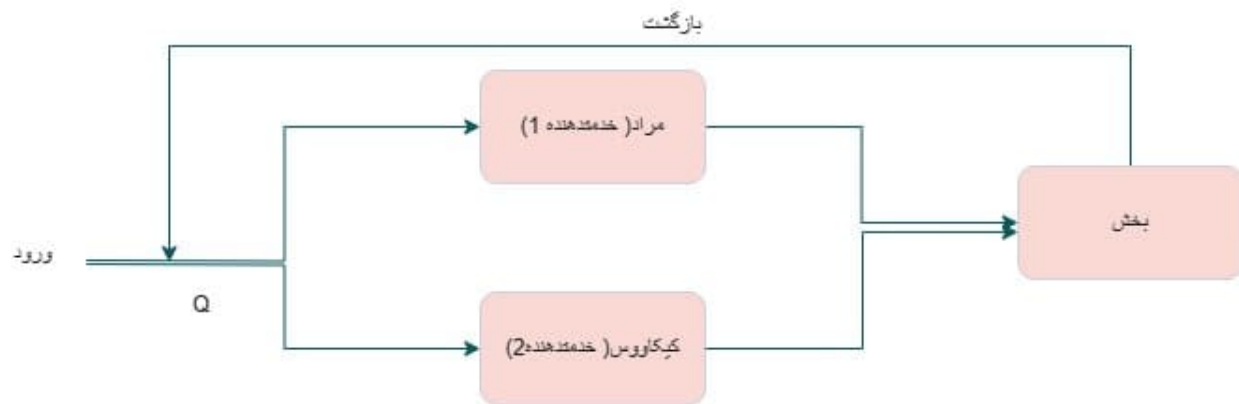 بازگشت
مراد( خدمتدهنده 1)
بخش
ورود
Q
کیکاووس( خدمتدهنده2)